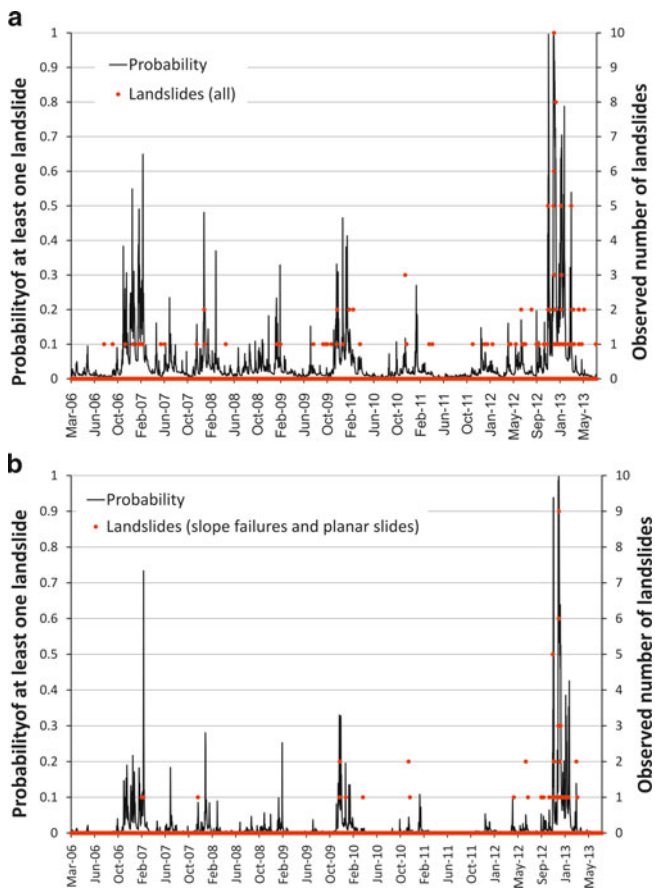 a
Probabilityof at least one landslide
Observed number of landslides
1
0.9
0.8
0.7
0.6
0.5
0.4
0.3
0.2
0.1
0
10
9
8
7
6
5
4
3
2
1
0
Probability
Landslides (all)
Mar-06
Jun-06
Oct-06
Feb-07
Jun-07
Oct-07
Feb-08
Jun-08
Oct-08
Feb-09
Jun-09
Oct-09
Feb-10
Jun-10
Oct-10
Feb-11
Jun-11
Oct-11
Jan-12
May-12
Sep-12
Jan-13
May-13
b
Probabilityof at least one landslide
Observed number of landslides
1
0.9
0.8
0.7
0.6
0.5
0.4
0.3
0.2
0.1
0
10
9
8
7
6
5
4
3
2
1
0
Probability
Landslides (slope failures and planar slides)
Mar-06
Jun-06
Oct-06
Feb-07
Jun-07
Oct-07
Feb-08
Jun-08
Oct-08
Feb-09
Jun-09
Oct-09
Feb-10
Jun-10
Oct-10
Feb-11
Jun-11
Oct-11
Jan-12
May-12
Sep-12
Jan-13
May-13